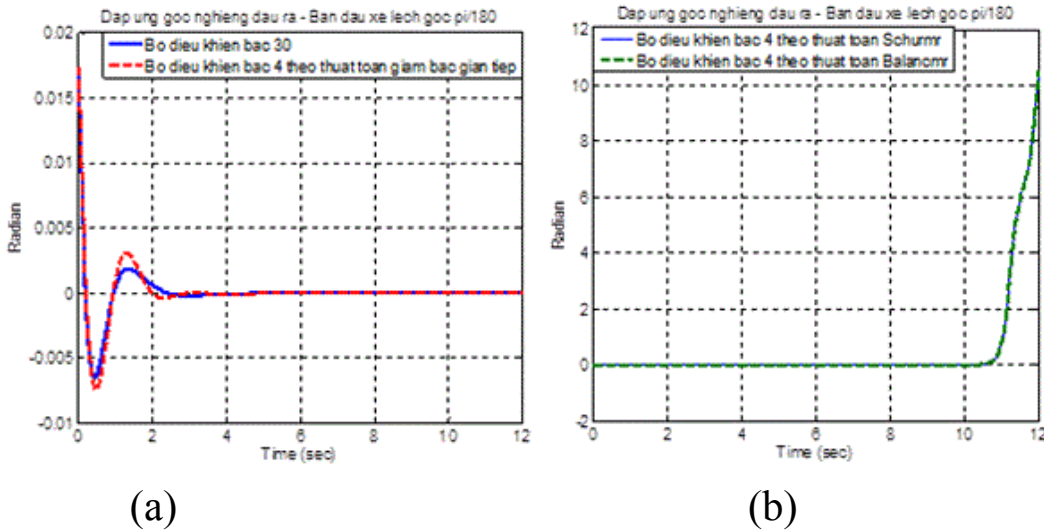 Dap ung goc nghieng dau ra - Ban dau xe lech goc pi/180
0.02
0.015
0.01
0.005
0
-0.005
-0.01
Radian
Bo dieu khien bac 30
Bo dieu khien bac 4 theo thuat toan giam bac gian tiep
0 2 4 6 8 10 12
Time (sec)
(a)
Dap ung goc nghieng dau ra - Ban dau xe lech goc pi/180
12
10
8
6
4
2
0
-2
Radian
Bo dieu khien bac 4 theo thuat toan Schurmr
Bo dieu khien bac 4 theo thuat toan Balancmr
0 2 4 6 8 10 12
Time (sec)
(b)